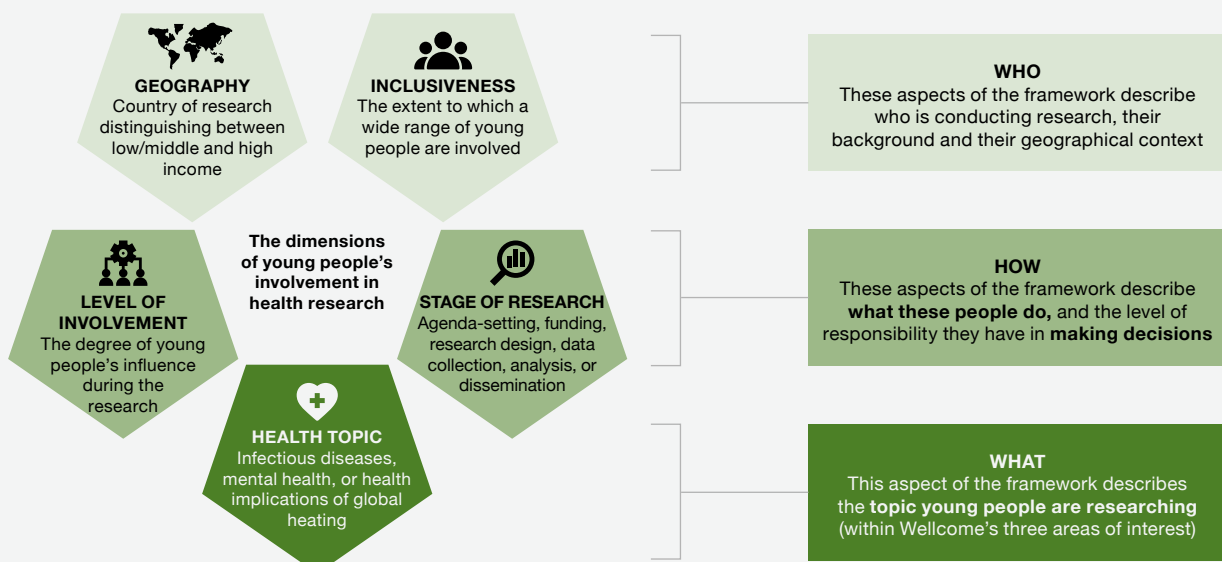 GEOGRAPHY
Country of research
distinguishing between
low/middle and high
income
INCLUSIVENESS
The extent to which a
wide range of young
people are involved
WHO
These aspects of the framework describe
who is conducting research, their
background and their geographical context
The dimensions
of young people's
involvement in
health research
LEVEL OF
INVOLVEMENT
The degree of young
people's influence
during the
research
STAGE OF RESEARCH
Agenda-setting, funding,
research design, data
collection, analysis, or
dissemination
HOW
These aspects of the framework describe
what these people do, and the level of
responsibility they have in making decisions
HEALTH TOPIC
Infectious diseases,
mental health, or health
implications of global
heating
WHAT
This aspect of the framework describes
the topic young people are researching
(within Wellcome's three areas of interest)